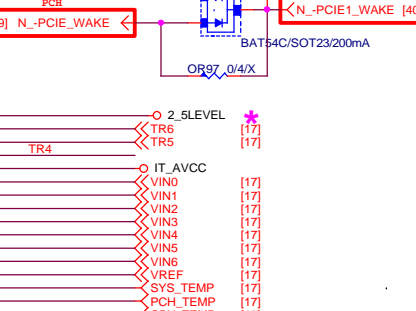 PCH
9] N_-PCIE_WAKE
N_-PCIE1_WAKE [40
BAT54C/SOT23/200mA
OR97 0/4/X
2_5LEVEL *
TR6 [17]
TR5 [17]
TR4
IT_AVCC
VIN0 [17]
VIN1 [17]
VIN2 [17]
VIN3 [17]
VIN4 [17]
VIN5 [17]
VIN6 [17]
VREF [17]
SYS_TEMP [17]
PCH_TEMP [17]